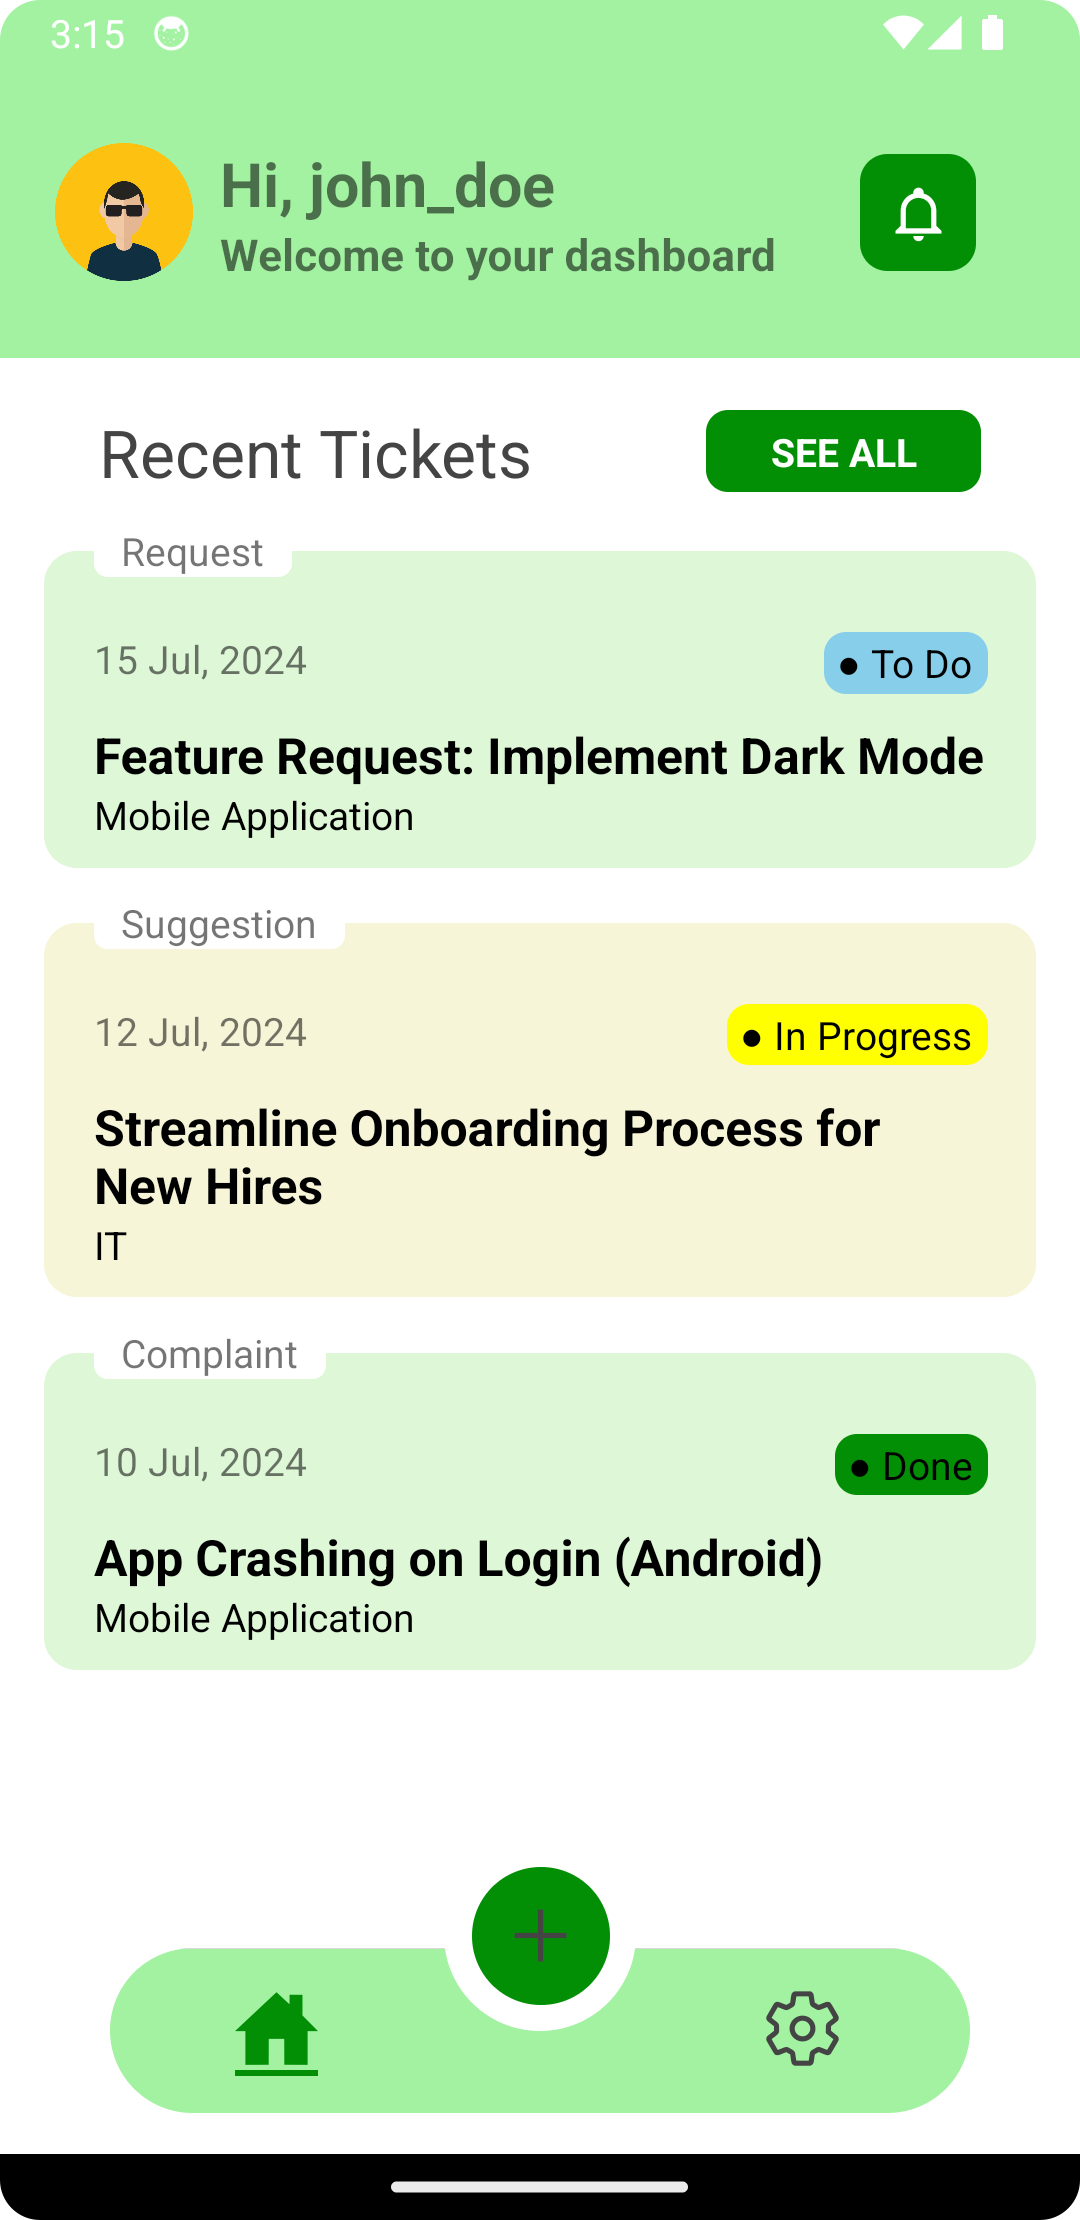 3:15
Hi, john_doe
Welcome to your dashboard
Recent Tickets
SEE ALL
Request
15 Jul, 2024
● To Do
Feature Request: Implement Dark Mode
Mobile Application
Suggestion
12 Jul, 2024
● In Progress
Streamline Onboarding Process for
New Hires
IT
Complaint
10 Jul, 2024
● Done
App Crashing on Login (Android)
Mobile Application